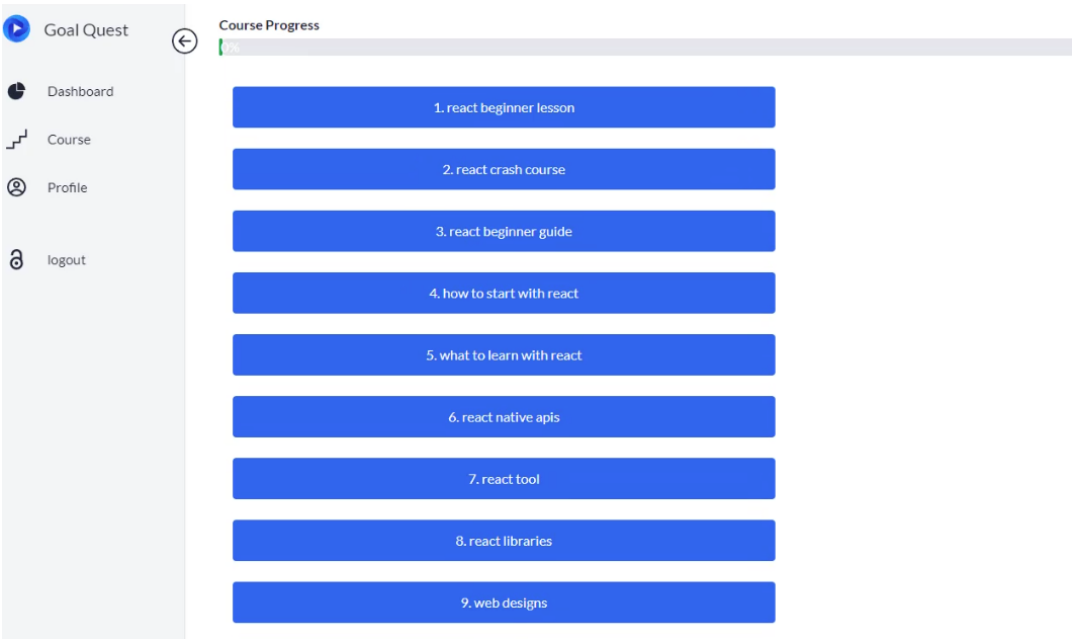 Goal Quest
Dashboard
Course
Profile
logout
Course Progress
0%
1. react beginner lesson
2. react crash course
3. react beginner guide
4. how to start with react
5. what to learn with react
6. react native apis
7. react tool
8. react libraries
9. web designs